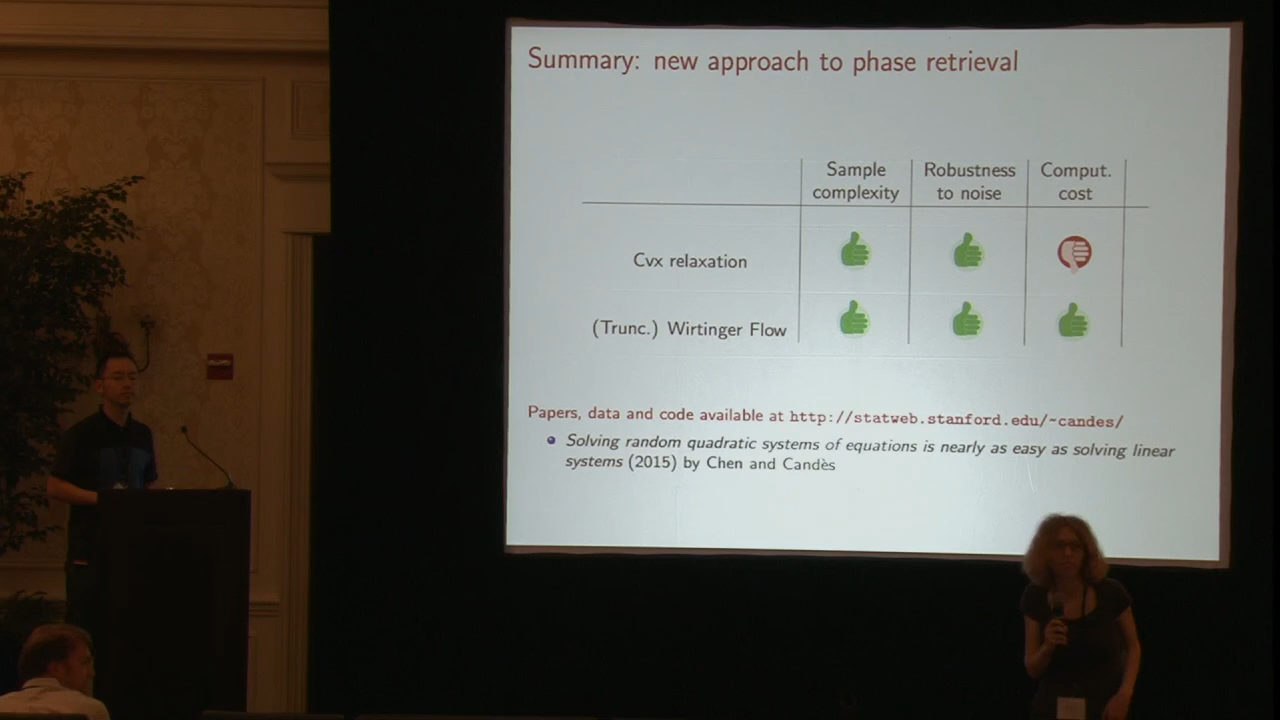 Summary: new approach to phase retrieval
Sample complexity
Robustness to noise
Comput. cost
Cvx relaxation
(Trunc.) Wirtinger Flow
Papers, data and code available at http://statweb.stanford.edu/~candes/
Solving random quadratic systems of equations is nearly as easy as solving linear
systems (2015) by Chen and Candès